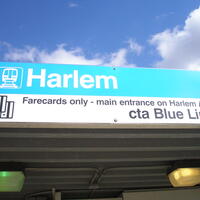 Harlem
Farecards only - main entrance on Harlem
cta Blue Li